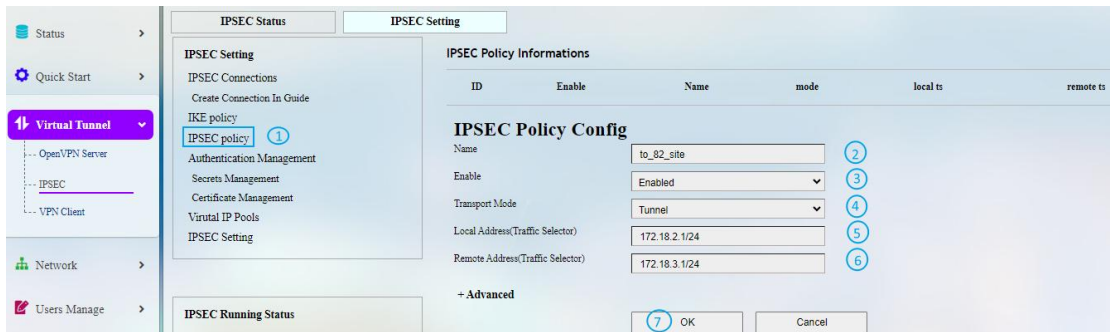 Status
Quick Start
Virtual Tunnel
OpenVPN Server
IPSEC
VPN Client
Network
Users Manage
IPSEC Status
IPSEC Setting
IPSEC Setting
IPSEC Connections
Create Connection In Guide
IKE policy
IPSEC policy 1
Authentication Management
Secrets Management
Certificate Management
Virutal IP Pools
IPSEC Setting
IPSEC Running Status
IPSEC Policy Informations
ID Enable Name mode local ts remote ts
IPSEC Policy Config
Name to_82_site 2
Enable Enabled 3
Transport Mode Tunnel 4
Local Address(Traffic Selector) 172.18.2.1/24 5
Remote Address(Traffic Selector) 172.18.3.1/24 6
+ Advanced
7 OK Cancel